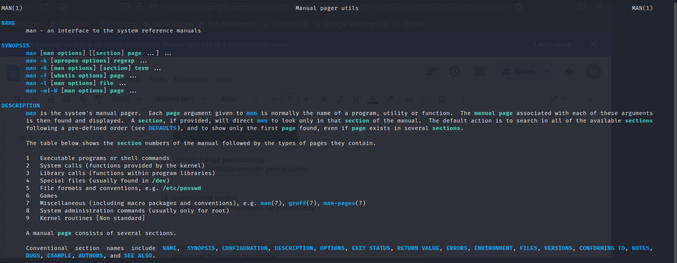 MAN(1) Manual pager utils MAN(1)
NAME
man - an interface to the system reference manuals
SYNOPSIS
man [man options] [[section] page ...] ...
man -k [apropos options] regexp ...
man -K [man options] [section] term ...
man -f [whatis options] page ...
man -l [man options] file ...
man -w|-W [man options] page ...
DESCRIPTION
man is the system's manual pager. Each page argument given to man is normally the name of a program, utility or function. The manual page associated with each of these arguments
is then found and displayed. A section, if provided, will direct man to look only in that section of the manual. The default action is to search in all of the available sections
following a pre-defined order (see DEFAULTS), and to show only the first page found, even if page exists in several sections.
The table below shows the section numbers of the manual followed by the types of pages they contain.
1 Executable programs or shell commands
2 System calls (functions provided by the kernel)
3 Library calls (functions within program libraries)
4 Special files (usually found in /dev)
5 File formats and conventions, e.g. /etc/passwd
6 Games
7 Miscellaneous (including macro packages and conventions), e.g. man(7), groff(7), man-pages(7)
8 System administration commands (usually only for root)
9 Kernel routines [Non standard]
A manual page consists of several sections.
Conventional section names include NAME, SYNOPSIS, CONFIGURATION, DESCRIPTION, OPTIONS, EXIT STATUS, RETURN VALUE, ERRORS, ENVIRONMENT, FILES, VERSIONS, CONFORMING TO, NOTES,
BUGS, EXAMPLE, AUTHORS, and SEE ALSO.